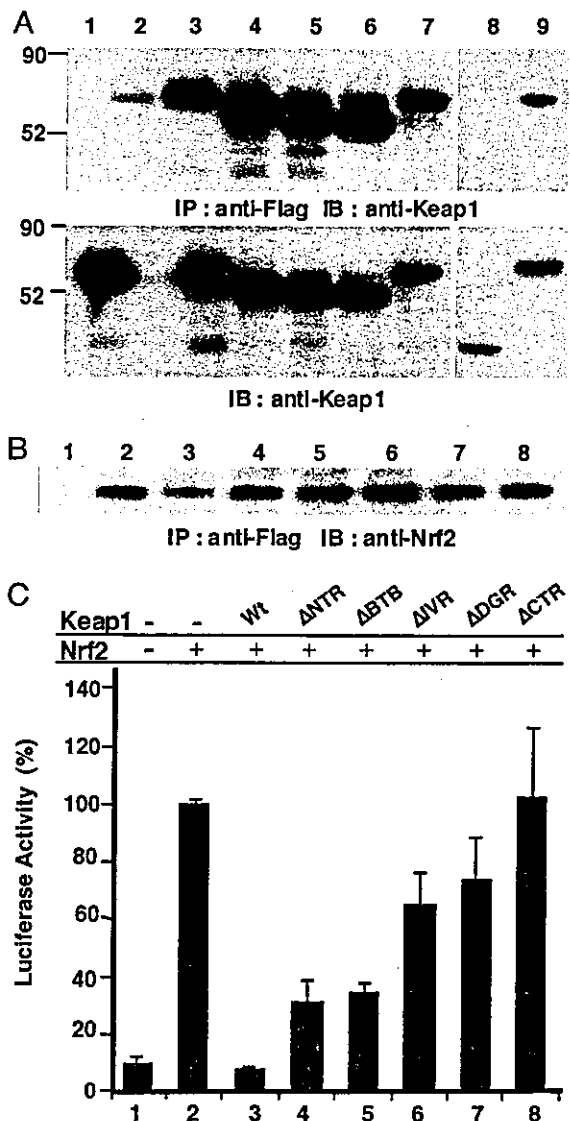 A 1 2 3 4 5 6 7 8 9
90
52
IP : anti-Flag IB : anti-Keap1
90
52
IB : anti-Keap1
B 1 2 3 4 5 6 7 8
IP : anti-Flag IB : anti-Nrf2
C
Keap1 - - Wt ΔNTR ΔBTB ΔIVR ΔDGR ΔCTR
Nrf2 - + + + + + + +
140
120
100
80
60
40
20
0
Luciferase Activity (%)
1 2 3 4 5 6 7 8